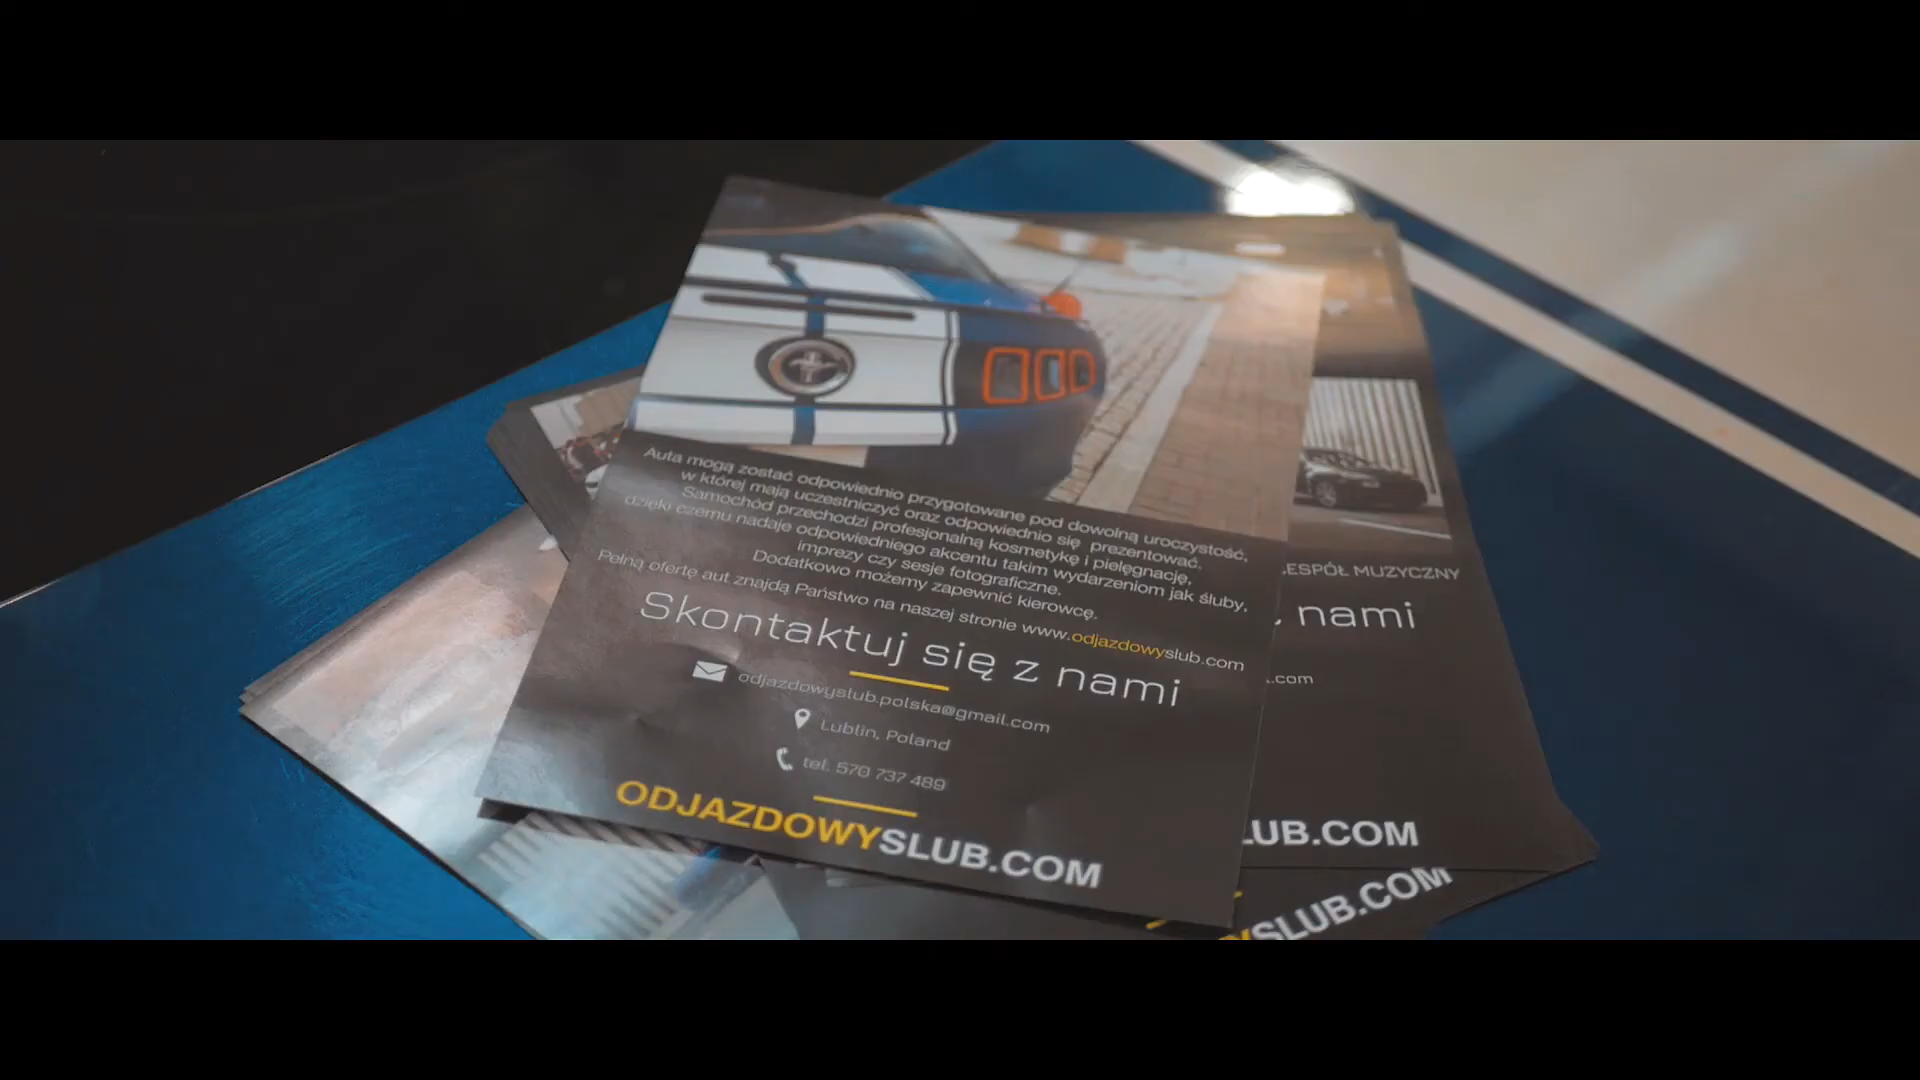 Auta mogą zostać odpowiednio przygotowane pod dowolną uroczystość,
w której mają uczestniczyć oraz odpowiednio się prezentować.
Samochód przechodzi profesjonalną kosmetykę i pielęgnację,
dzięki czemu nadaje odpowiedniego akcentu takim wydarzeniom jak śluby,
imprezy czy sesje fotograficzne.
Dodatkowo możemy zapewnić kierowcę.
Pełną ofertę aut znajdą Państwo na naszej stronie www.odjazdowyslub.com
Skontaktuj się z nami
odjazdowyslub.polska@gmail.com
Lublin, Poland
tel. 570 737 489
ODJAZDOWYSLUB.COM
ESPÓŁ MUZYCZNY
nami
.com
LUB.COM
YSLUB.COM